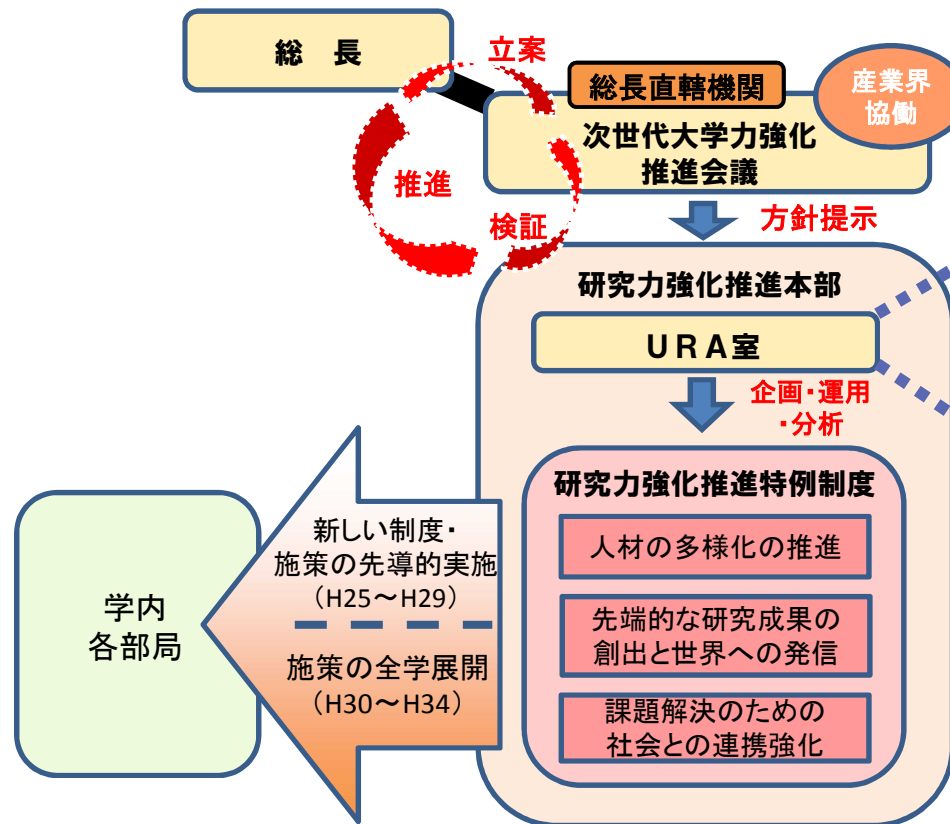 総 長
立案
推進
検証
総長直轄機関
次世代大学力強化
推進会議
産業界
協働
方針提示
研究力強化推進本部
URA室
企画・運用
・分析
研究力強化推進特例制度
人材の多様化の推進
先端的な研究成果の
創出と世界への発信
課題解決のための
社会との連携強化
新しい制度・
施策の先導的実施
（H25～H29）
施策の全学展開
（H30～H34）
学内
各部局